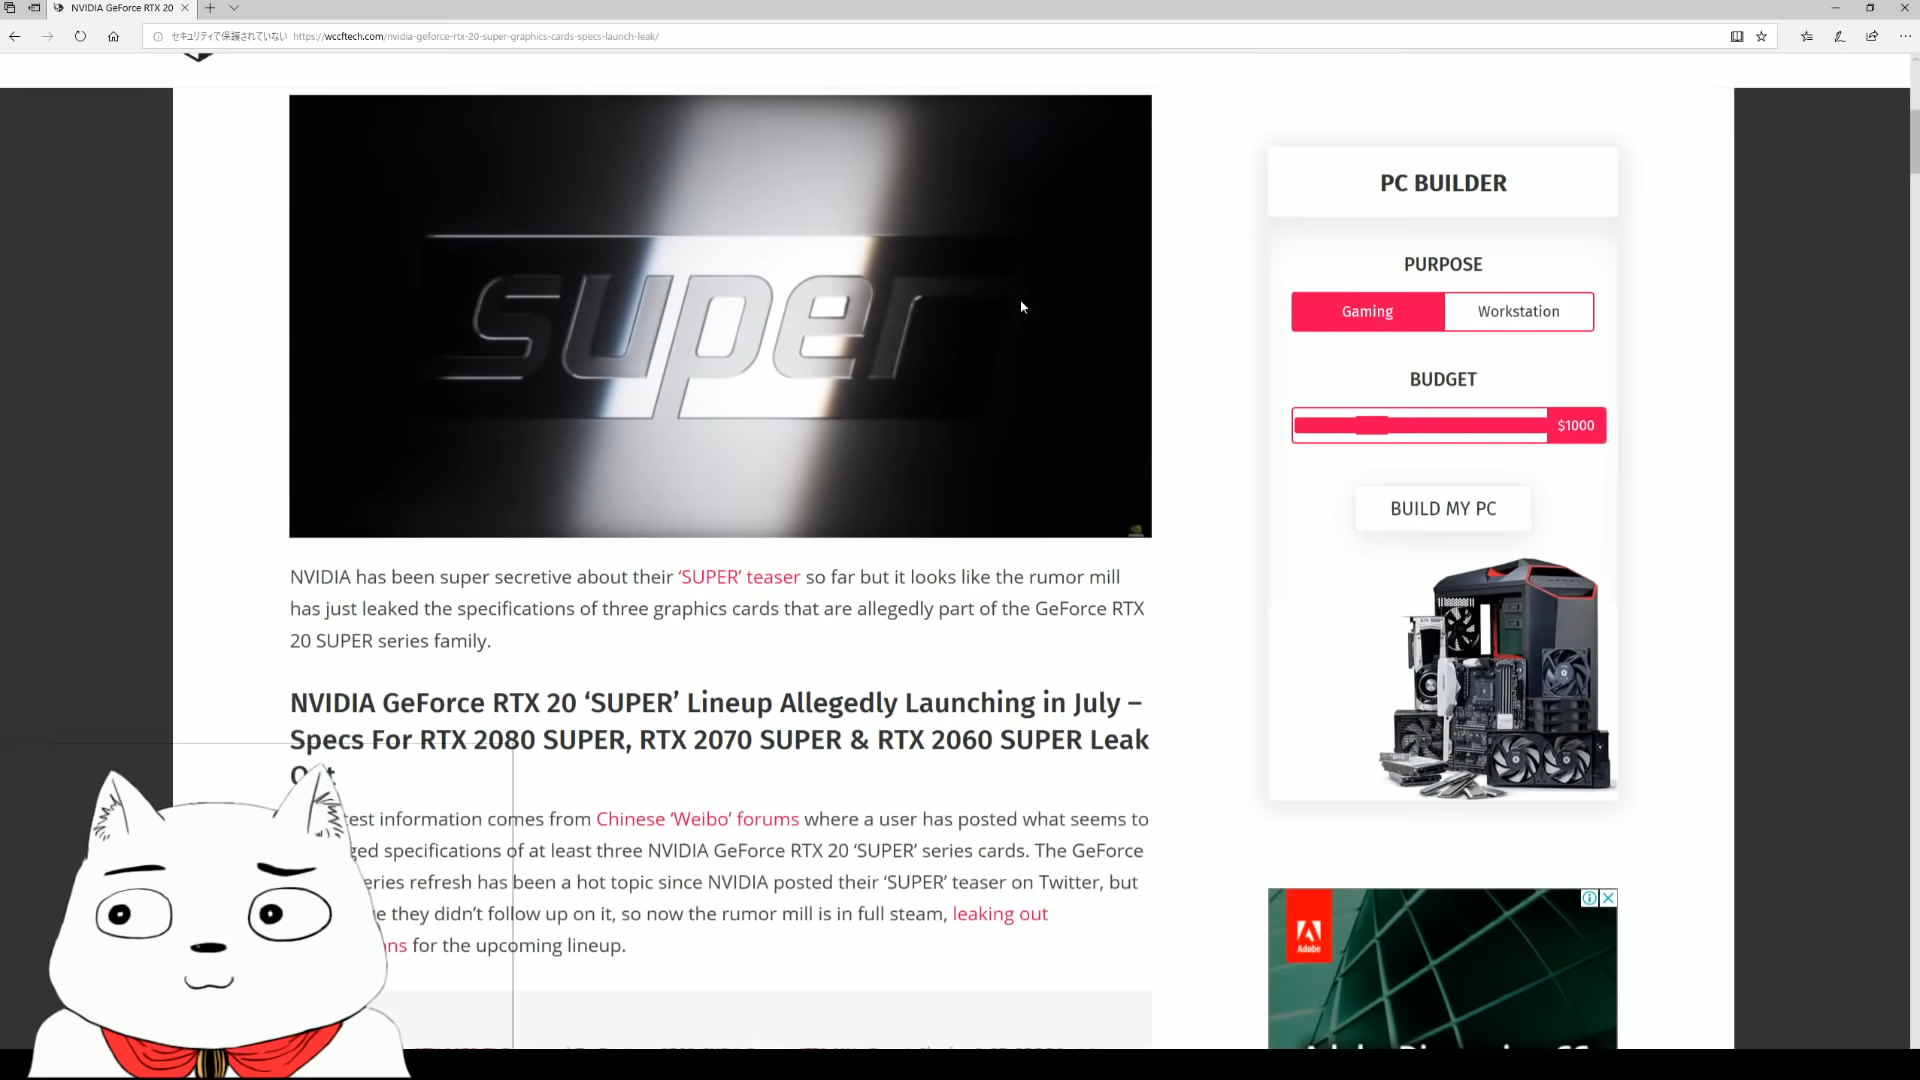 NVIDIA GeForce RTX 20
セキュリティで保護されていない https://wccftech.com/nvidia-geforce-rtx-20-super-graphics-cards-specs-launch-leak/
super
NVIDIA has been super secretive about their ‘SUPER’ teaser so far but it looks like the rumor mill
has just leaked the specifications of three graphics cards that are allegedly part of the GeForce RTX
20 SUPER series family.
NVIDIA GeForce RTX 20 ‘SUPER’ Lineup Allegedly Launching in July –
Specs For RTX 2080 SUPER, RTX 2070 SUPER & RTX 2060 SUPER Leak
information comes from Chinese ‘Weibo’ forums where a user has posted what seems to
specifications of at least three NVIDIA GeForce RTX 20 ‘SUPER’ series cards. The GeForce
refresh has been a hot topic since NVIDIA posted their ‘SUPER’ teaser on Twitter, but
they didn’t follow up on it, so now the rumor mill is in full steam, leaking out
for the upcoming lineup.
PC BUILDER
PURPOSE
Gaming Workstation
BUDGET
$1000
BUILD MY PC
Adobe